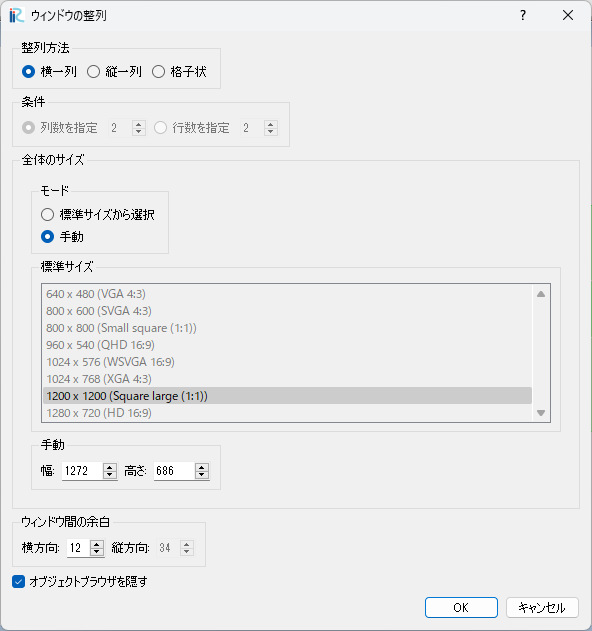 iR ウィンドウの整列 ?
整列方法
横一列 縦一列 格子状
条件
列数を指定 2 行数を指定 2
全体のサイズ
モード
標準サイズから選択
手動
標準サイズ
640 x 480 (VGA 4:3)
800 x 600 (SVGA 4:3)
800 x 800 (Small square (1:1))
960 x 540 (QHD 16:9)
1024 x 576 (WSVGA 16:9)
1024 x 768 (XGA 4:3)
1200 x 1200 (Square large (1:1))
1280 x 720 (HD 16:9)
手動
幅: 1272 高さ: 686
ウィンドウ間の余白
横方向: 12 縦方向: 34
オブジェクトブラウザを隠す
OK キャンセル